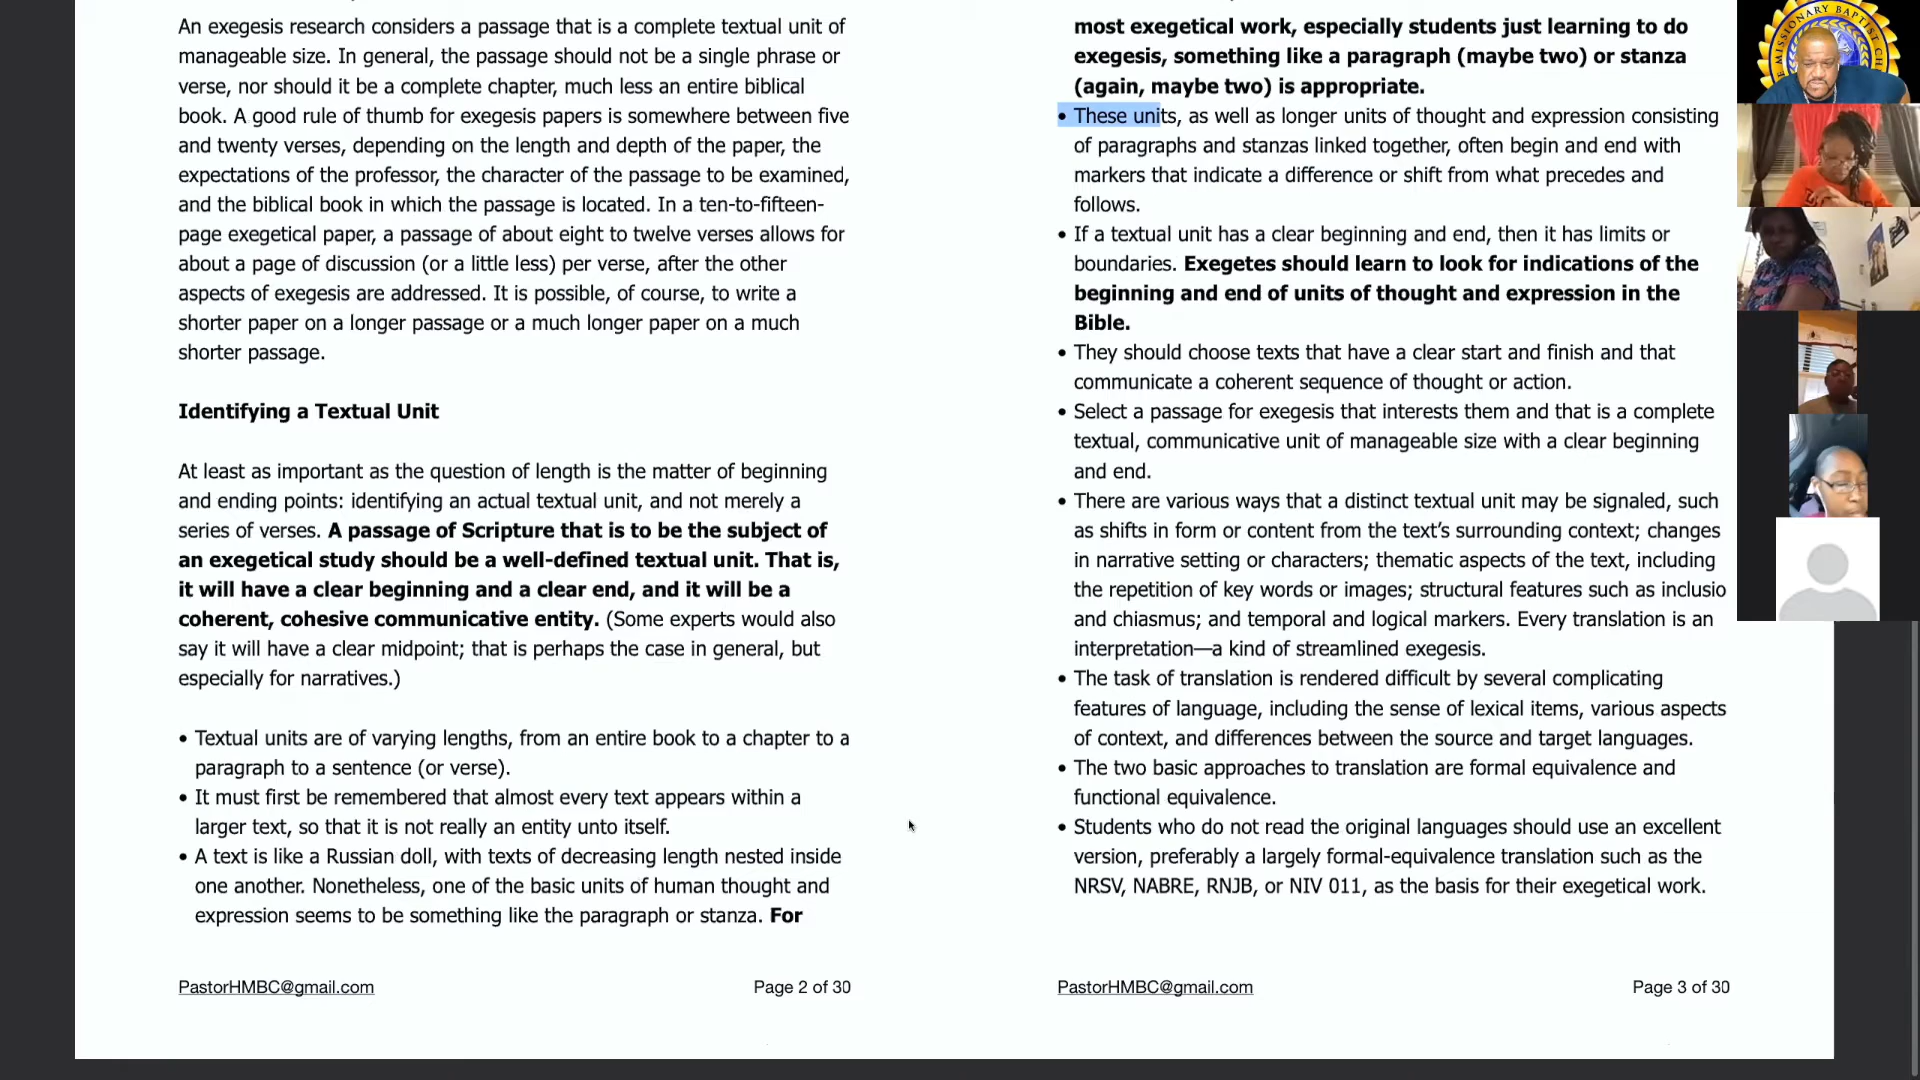 An exegesis research considers a passage that is a complete textual unit of
manageable size. In general, the passage should not be a single phrase or
verse, nor should it be a complete chapter, much less an entire biblical
book. A good rule of thumb for exegesis papers is somewhere between five
and twenty verses, depending on the length and depth of the paper, the
expectations of the professor, the character of the passage to be examined,
and the biblical book in which the passage is located. In a ten-to-fifteen-
page exegetical paper, a passage of about eight to twelve verses allows for
about a page of discussion (or a little less) per verse, after the other
aspects of exegesis are addressed. It is possible, of course, to write a
shorter paper on a longer passage or a much longer paper on a much
shorter passage.
Identifying a Textual Unit
At least as important as the question of length is the matter of beginning
and ending points: identifying an actual textual unit, and not merely a
series of verses. A passage of Scripture that is to be the subject of
an exegetical study should be a well-defined textual unit. That is,
it will have a clear beginning and a clear end, and it will be a
coherent, cohesive communicative entity. (Some experts would also
say it will have a clear midpoint; that is perhaps the case in general, but
especially for narratives.)
• Textual units are of varying lengths, from an entire book to a chapter to a
paragraph to a sentence (or verse).
• It must first be remembered that almost every text appears within a
larger text, so that it is not really an entity unto itself.
• A text is like a Russian doll, with texts of decreasing length nested inside
one another. Nonetheless, one of the basic units of human thought and
expression seems to be something like the paragraph or stanza. For
PastorHMBC@gmail.com
Page 2 of 30
most exegetical work, especially students just learning to do
exegesis, something like a paragraph (maybe two) or stanza
(again, maybe two) is appropriate.
• These units, as well as longer units of thought and expression consisting
of paragraphs and stanzas linked together, often begin and end with
markers that indicate a difference or shift from what precedes and
follows.
• If a textual unit has a clear beginning and end, then it has limits or
boundaries. Exegetes should learn to look for indications of the
beginning and end of units of thought and expression in the
Bible.
• They should choose texts that have a clear start and finish and that
communicate a coherent sequence of thought or action.
• Select a passage for exegesis that interests them and that is a complete
textual, communicative unit of manageable size with a clear beginning
and end.
• There are various ways that a distinct textual unit may be signaled, such
as shifts in form or content from the text’s surrounding context; changes
in narrative setting or characters; thematic aspects of the text, including
the repetition of key words or images; structural features such as inclusio
and chiasmus; and temporal and logical markers. Every translation is an
interpretation—a kind of streamlined exegesis.
• The task of translation is rendered difficult by several complicating
features of language, including the sense of lexical items, various aspects
of context, and differences between the source and target languages.
• The two basic approaches to translation are formal equivalence and
functional equivalence.
• Students who do not read the original languages should use an excellent
version, preferably a largely formal-equivalence translation such as the
NRSV, NABRE, RNJB, or NIV 011, as the basis for their exegetical work.
PastorHMBC@gmail.com
Page 3 of 30
MISSIONARY BAPTIST